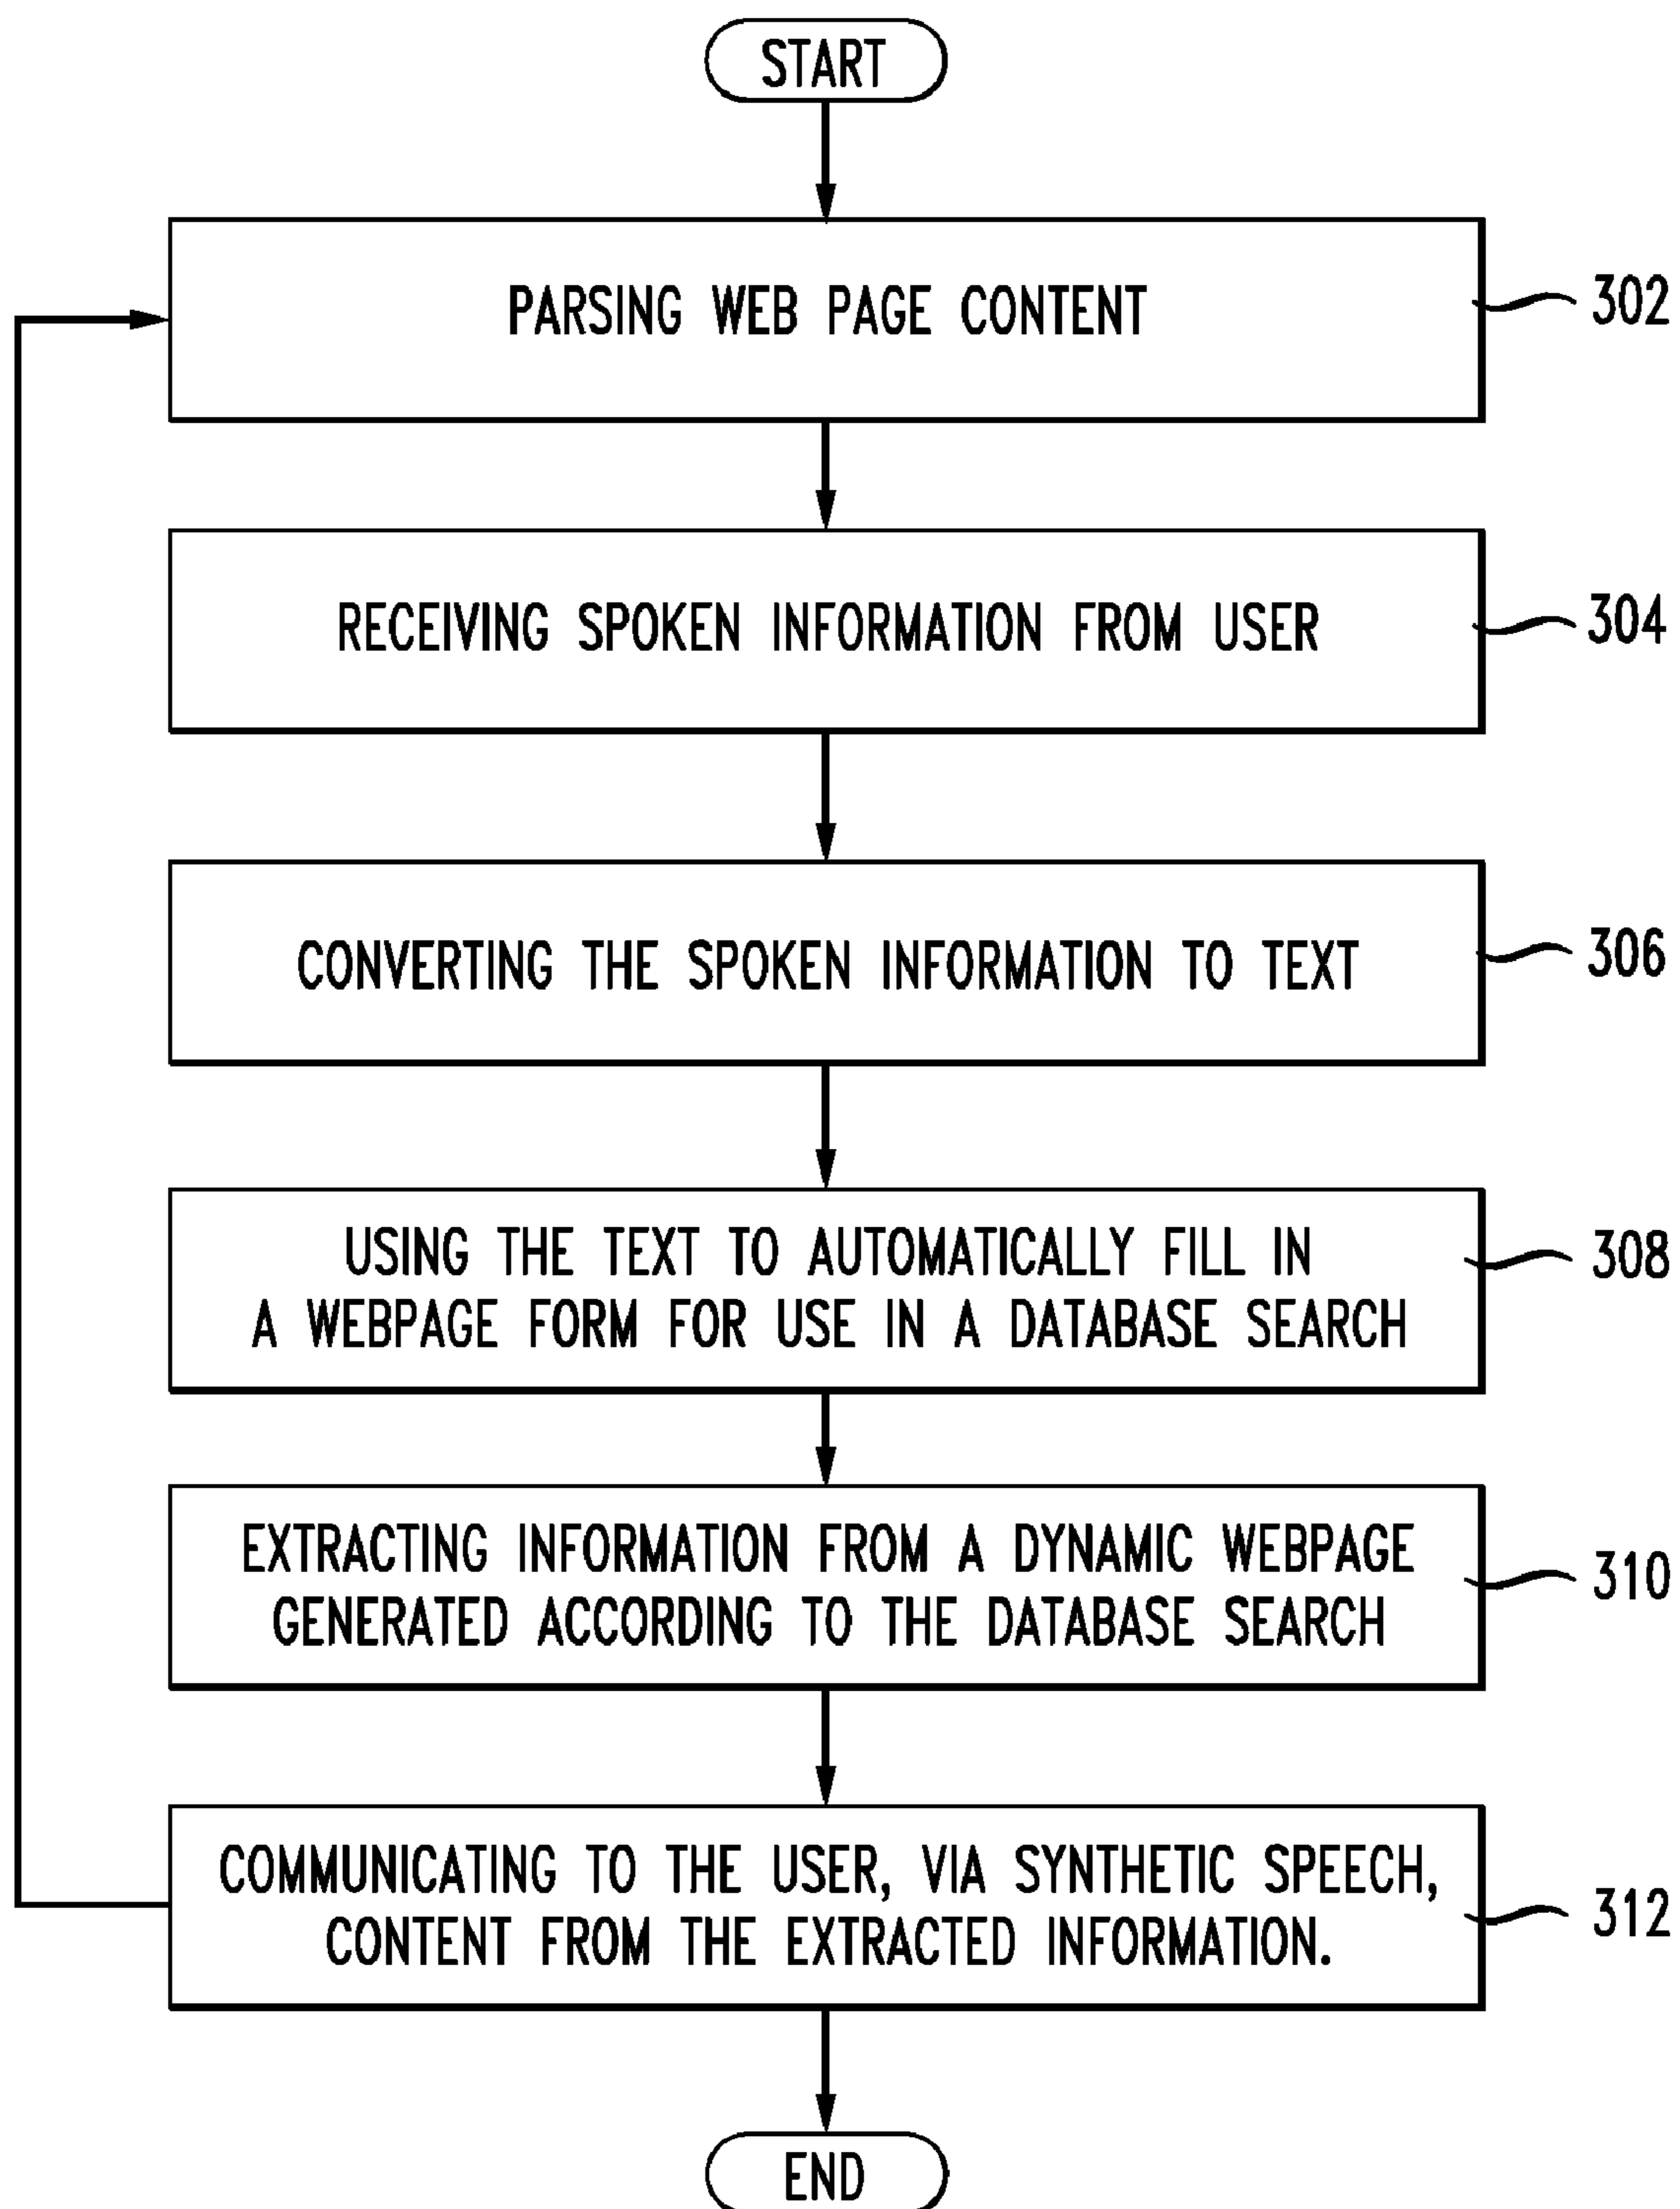 START
PARSING WEB PAGE CONTENT
302
RECEIVING SPOKEN INFORMATION FROM USER
304
CONVERTING THE SPOKEN INFORMATION TO TEXT
306
USING THE TEXT TO AUTOMATICALLY FILL IN
A WEBPAGE FORM FOR USE IN A DATABASE SEARCH
308
EXTRACTING INFORMATION FROM A DYNAMIC WEBPAGE
GENERATED ACCORDING TO THE DATABASE SEARCH
310
COMMUNICATING TO THE USER, VIA SYNTHETIC SPEECH,
CONTENT FROM THE EXTRACTED INFORMATION.
312
END